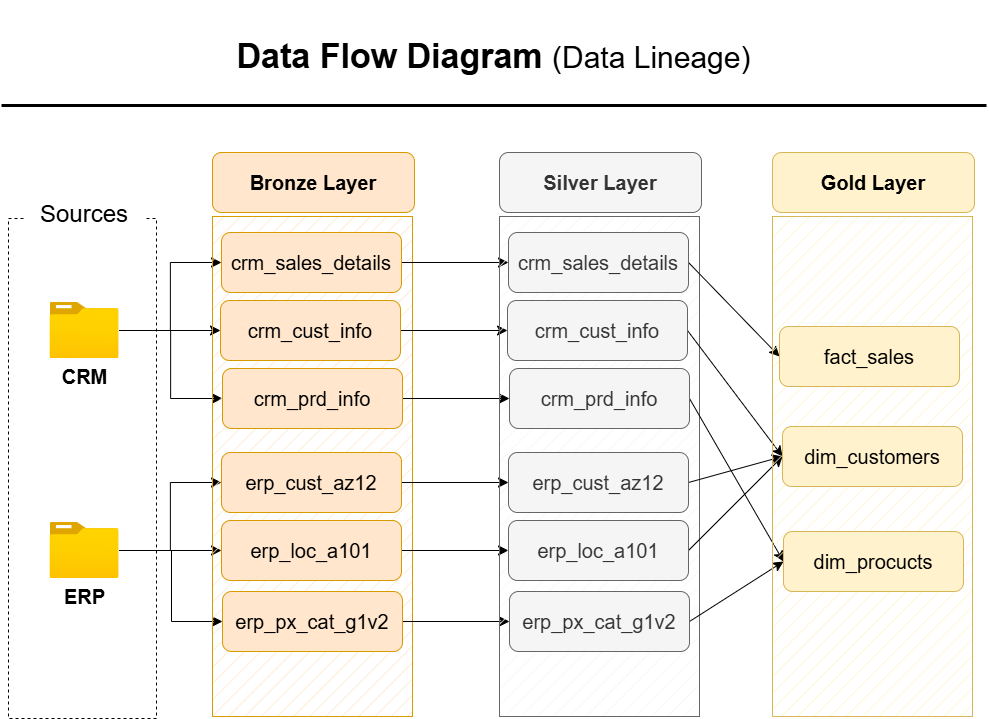 Data Flow Diagram (Data Lineage)
Sources
CRM
ERP
Bronze Layer
crm_sales_details
crm_cust_info
crm_prd_info
erp_cust_az12
erp_loc_a101
erp_px_cat_g1v2
Silver Layer
crm_sales_details
crm_cust_info
crm_prd_info
erp_cust_az12
erp_loc_a101
erp_px_cat_g1v2
Gold Layer
fact_sales
dim_customers
dim_procucts